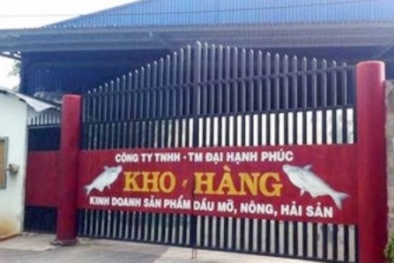 CÔNG TY TNHH - TM ĐẠI HẠNH PHÚC
KHO HÀNG
KINH DOANH SẢN PHẨM DẦU MỠ, NÔNG, HẢI SẢN